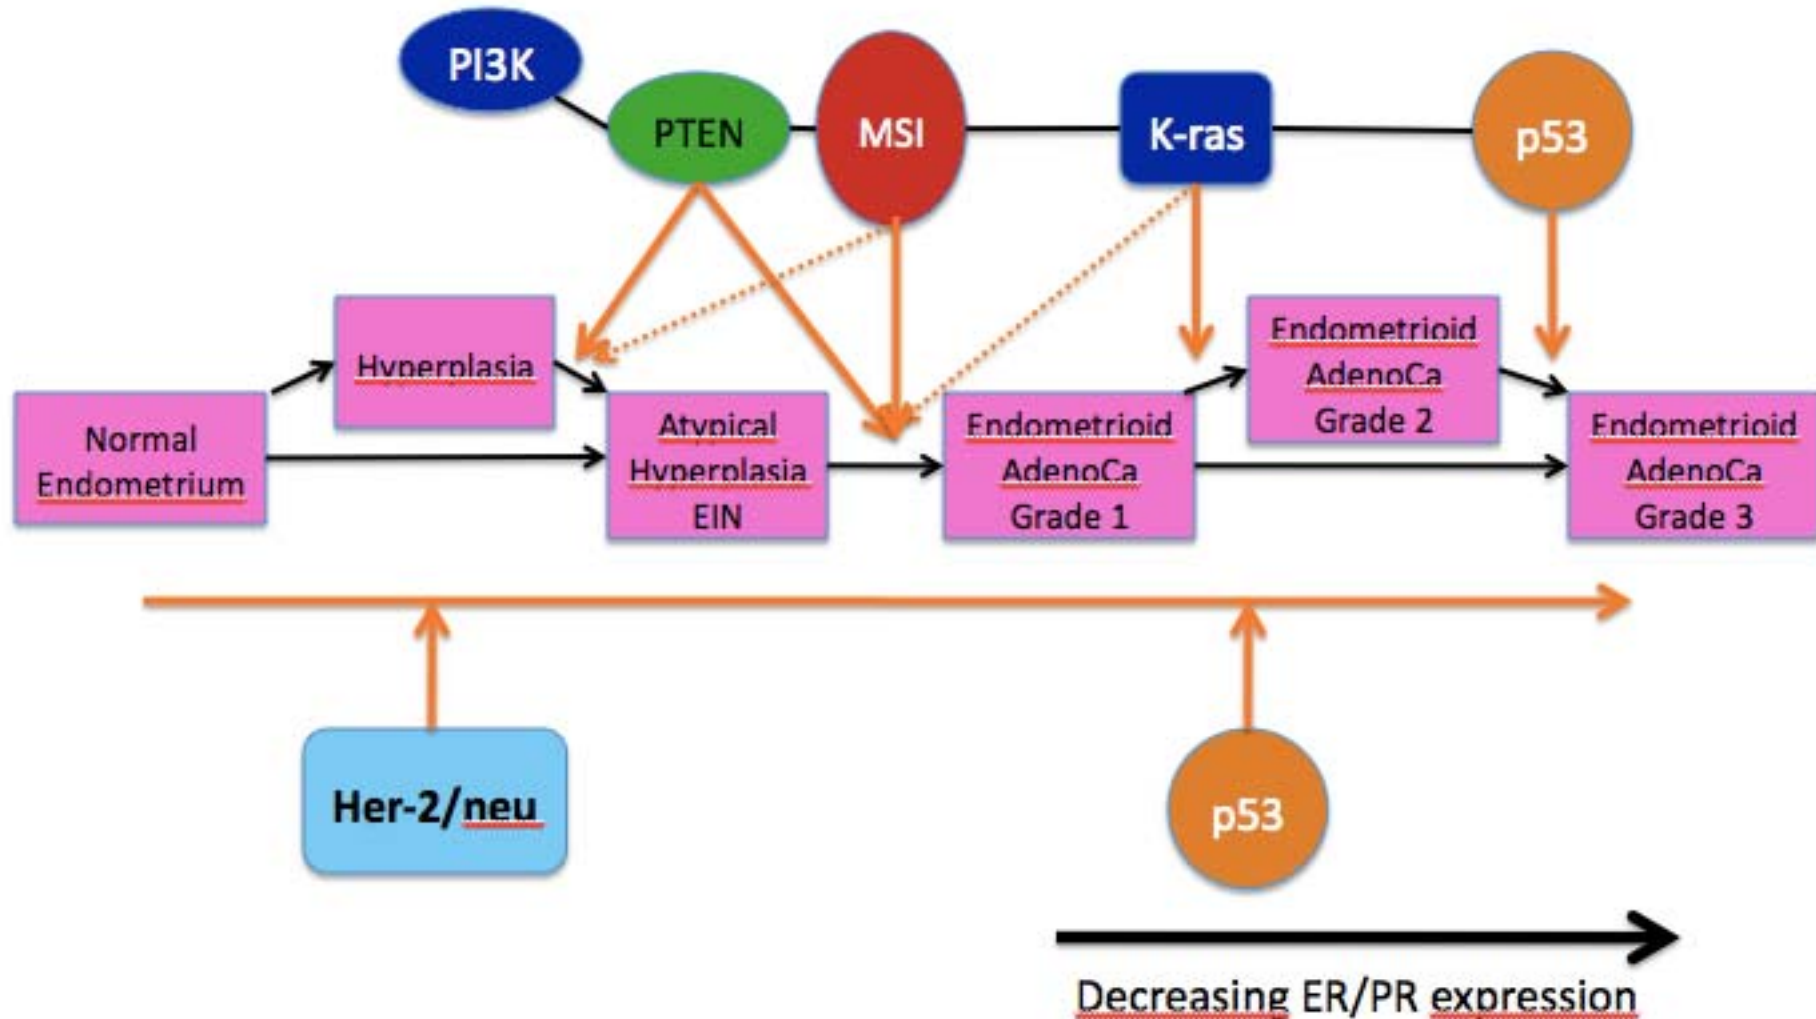 PI3K
PTEN
MSI
K-ras
p53
Hyperplasia
Normal
Endometrium
Atypical
Hyperplasia
EIN
Endometrioid
AdenoCa
Grade 1
Endometrioid
AdenoCa
Grade 2
Endometrioid
AdenoCa
Grade 3
Her-2/neu
p53
Decreasing ER/PR expression